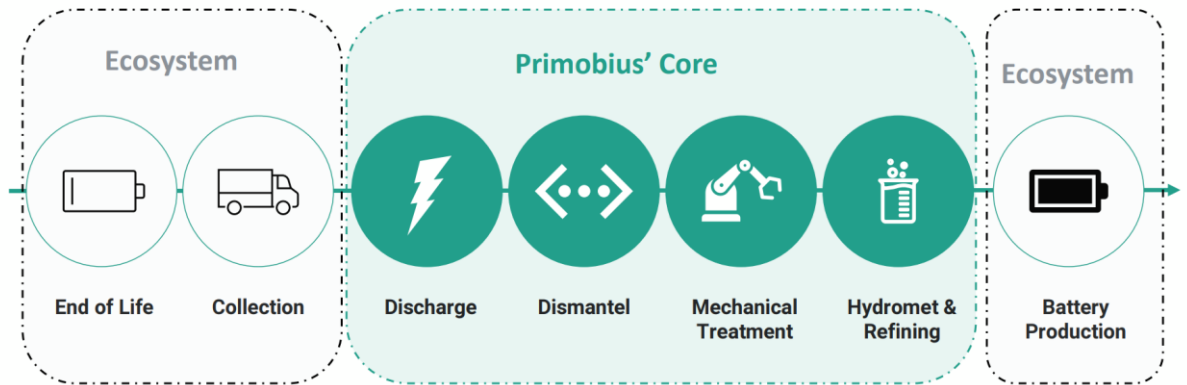 Ecosystem
Primobius' Core
Ecosystem
End of Life
Collection
Discharge
Dismantel
Mechanical
Treatment
Hydromet &
Refining
Battery
Production